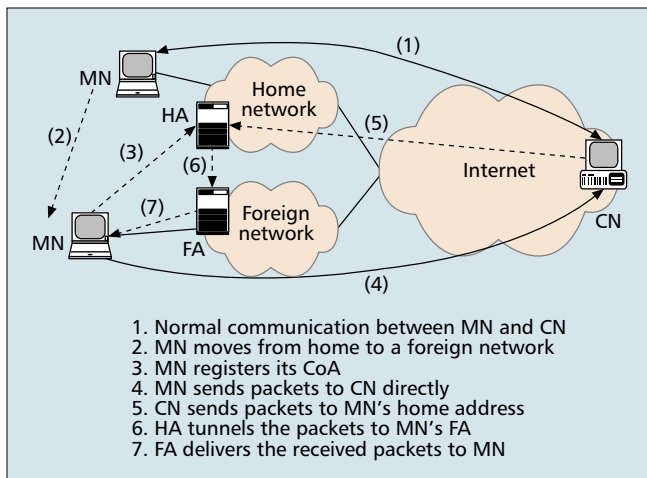 (1)
MN
Home
network
HA
(2)
(3)
(5)
(6)
Internet
(7)
Foreign
network
MN
FA
CN
(4)
1. Normal communication between MN and CN
2. MN moves from home to a foreign network
3. MN registers its CoA
4. MN sends packets to CN directly
5. CN sends packets to MN's home address
6. HA tunnels the packets to MN's FA
7. FA delivers the received packets to MN